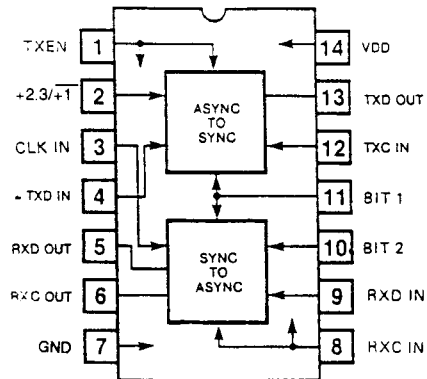 TXEN 1 14 VDD
+2.3/+1 2 13 TXD OUT
ASYNC
TO
SYNC
CLK IN 3 12 TXC IN
TXD IN 4 11 BIT 1
RXD OUT 5 10 BIT 2
SYNC
TO
ASYNC
RXC OUT 6 9 RXD IN
GND 7 8 RXC IN